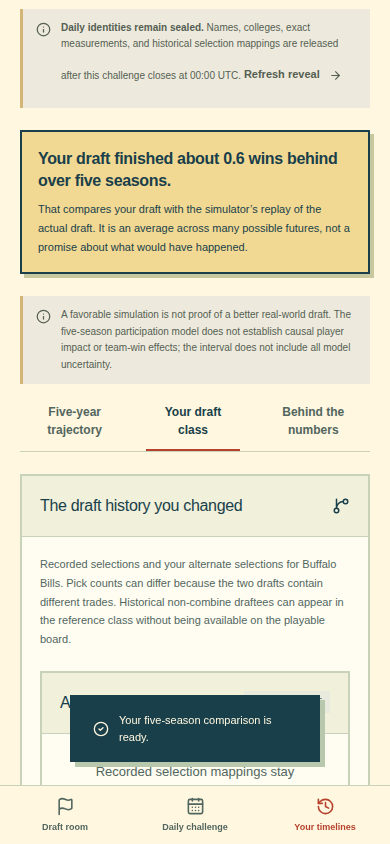 Daily identities remain sealed. Names, colleges, exact
measurements, and historical selection mappings are released
after this challenge closes at 00:00 UTC. Refresh reveal →
Your draft finished about 0.6 wins behind
over five seasons.
That compares your draft with the simulator's replay of the
actual draft. It is an average across many possible futures, not a
promise about what would have happened.
A favorable simulation is not proof of a better real-world draft. The
five-season participation model does not establish causal player
impact or team-win effects; the interval does not include all model
uncertainty.
Five-year
trajectory
Your draft
class
Behind the
numbers
The draft history you changed
Recorded selections and your alternate selections for Buffalo
Bills. Pick counts can differ because the two drafts contain
different trades. Historical non-combine draftees can appear in
the reference class without being available on the playable
board.
Your five-season comparison is
ready.
Recorded selection mappings stay
Draft room
Daily challenge
Your timelines